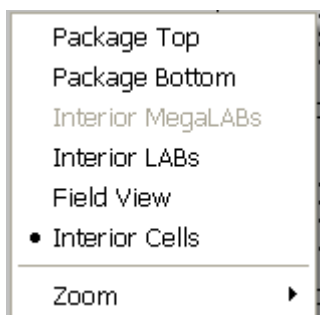 Package Top
Package Bottom
Interior MegaLABs
Interior LABs
Field View
• Interior Cells
Zoom